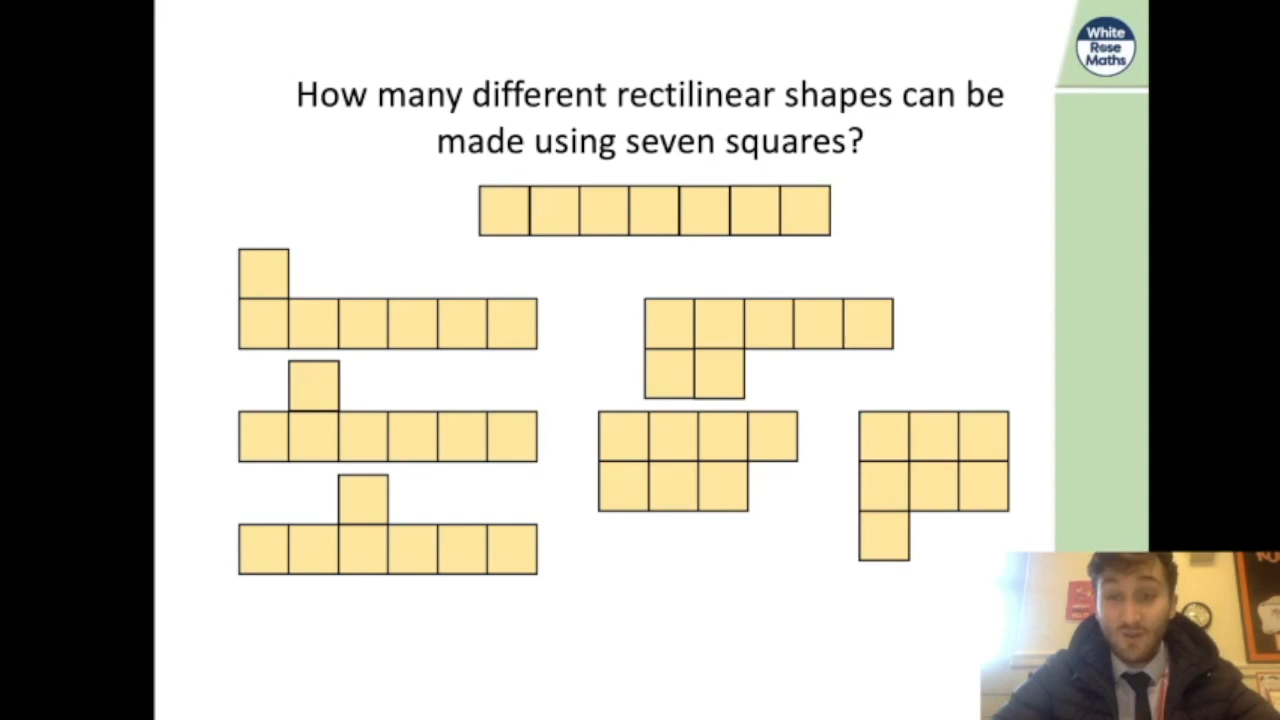 White
Rose
Maths
How many different rectilinear shapes can be
made using seven squares?